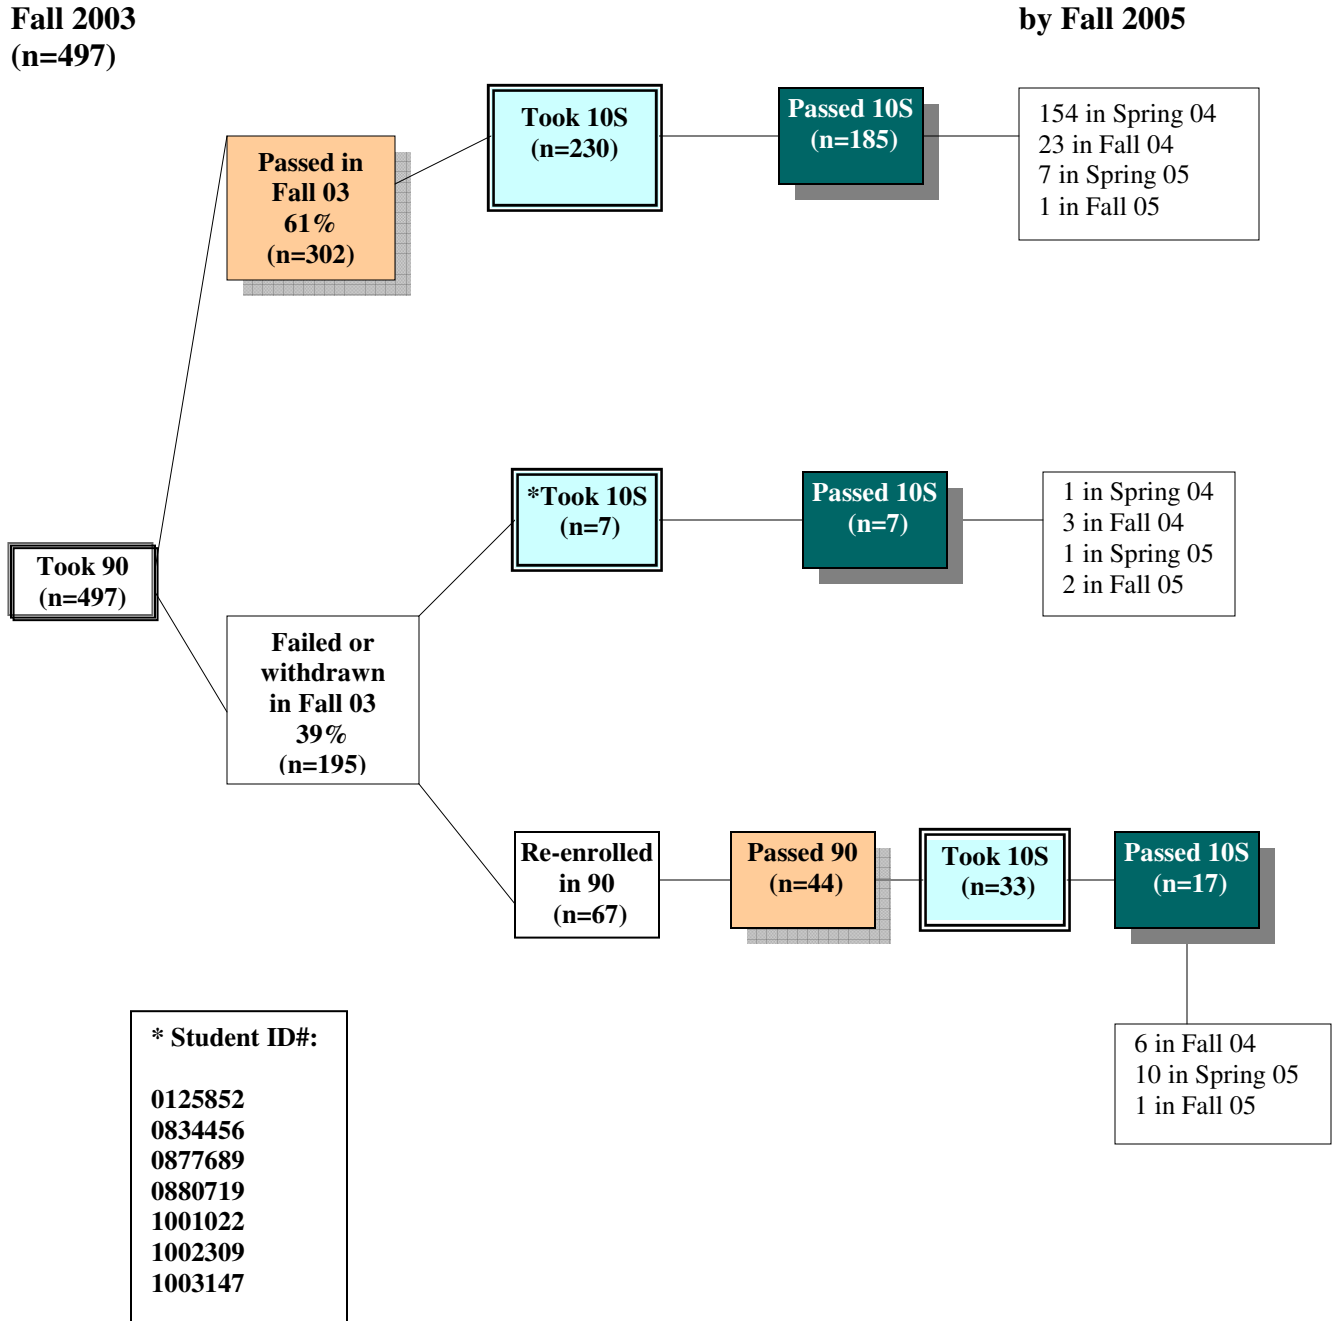 Fall 2003
(n=497)
by Fall 2005
Took 90
(n=497)
Passed in
Fall 03
61%
(n=302)
Took 10S
(n=230)
Passed 10S
(n=185)
154 in Spring 04
23 in Fall 04
7 in Spring 05
1 in Fall 05
Failed or
withdrawn
in Fall 03
39%
(n=195)
*Took 10S
(n=7)
Passed 10S
(n=7)
1 in Spring 04
3 in Fall 04
1 in Spring 05
2 in Fall 05
Re-enrolled
in 90
(n=67)
Passed 90
(n=44)
Took 10S
(n=33)
Passed 10S
(n=17)
6 in Fall 04
10 in Spring 05
1 in Fall 05
* Student ID#:
0125852
0834456
0877689
0880719
1001022
1002309
1003147